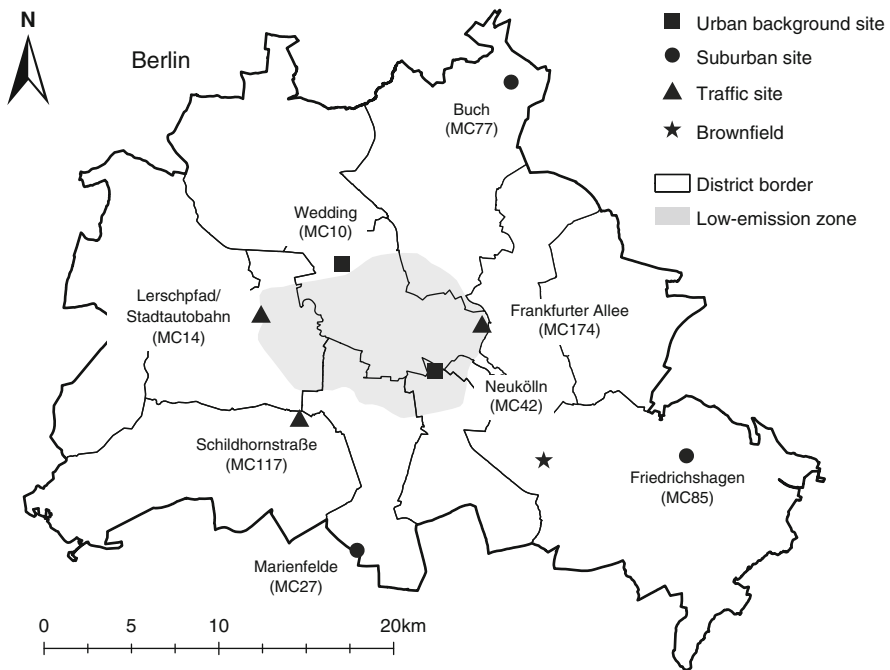 N
Berlin
Urban background site
Suburban site
Traffic site
Brownfield
District border
Low-emission zone
Buch
(MC77)
Wedding
(MC10)
Lerschpfad/
Stadtautobahn
(MC14)
Frankfurter Allee
(MC174)
Neukölln
(MC42)
Schildhornstraße
(MC117)
Friedrichshagen
(MC85)
Marienfelde
(MC27)
0 5 10 20km